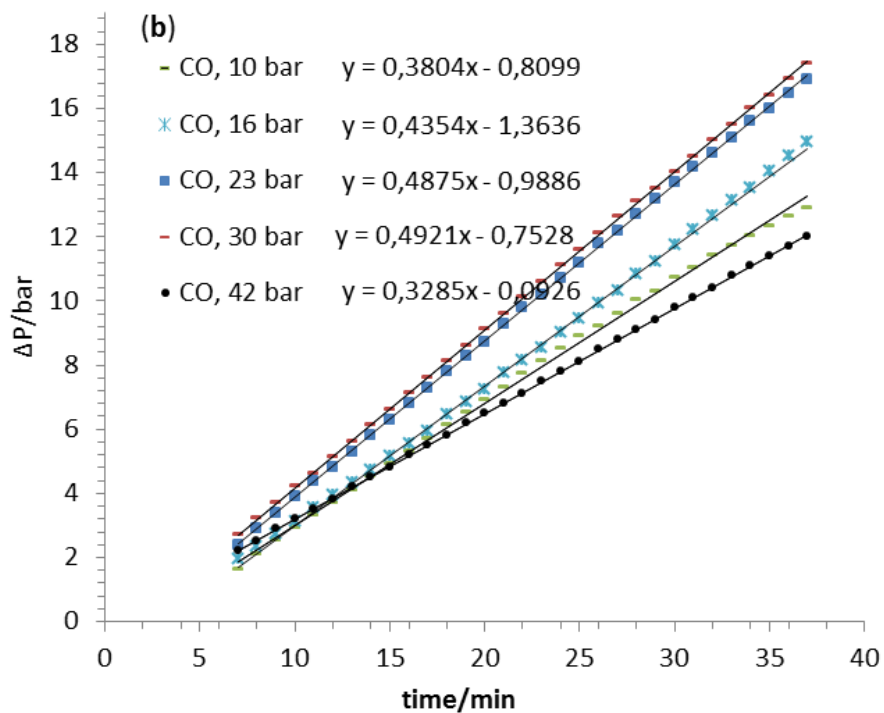 (b)
CO, 10 bar y = 0,3804x - 0,8099
CO, 16 bar y = 0,4354x - 1,3636
CO, 23 bar y = 0,4875x - 0,9886
CO, 30 bar y = 0,4921x - 0,7528
CO, 42 bar y = 0,3285x - 0,0926
ΔP/bar
18
16
14
12
10
8
6
4
2
0
0 5 10 15 20 25 30 35 40
time/min